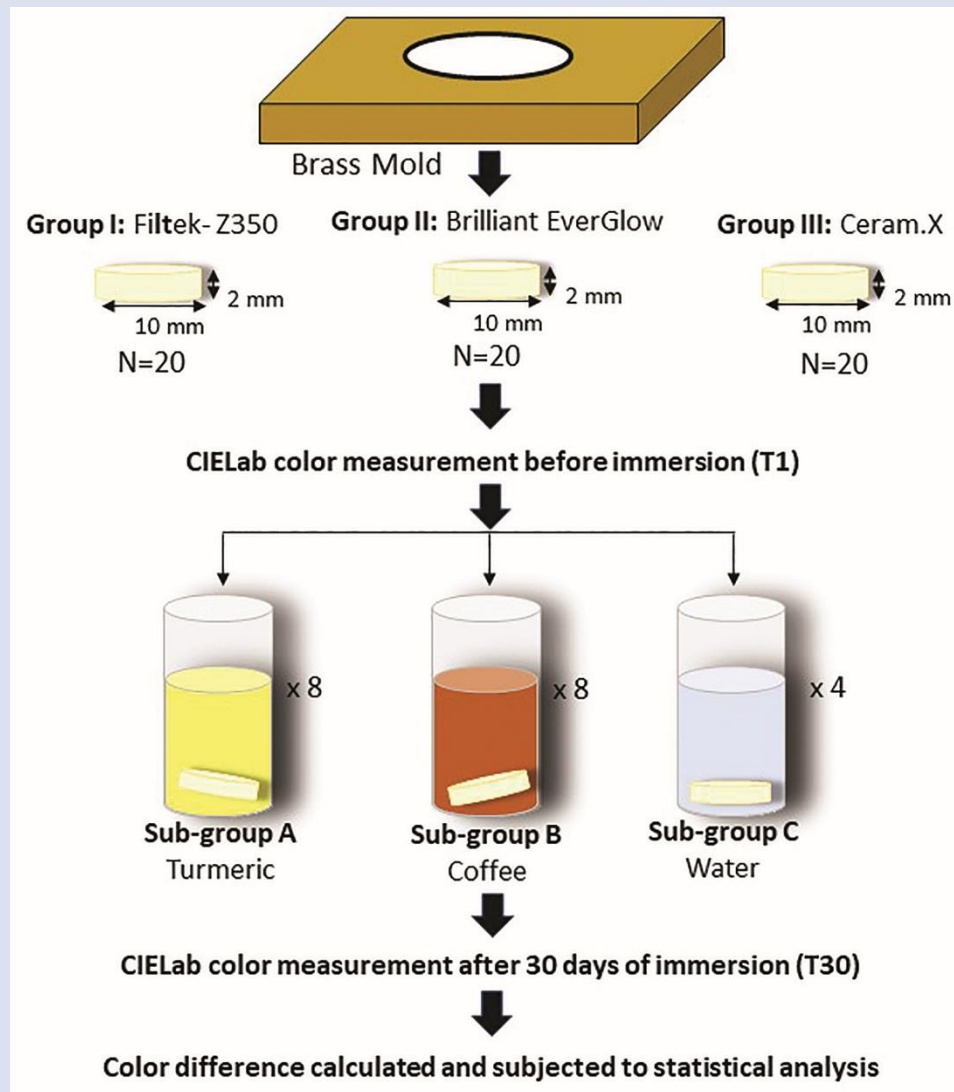 Brass Mold
Group I: Filtek- Z350
Group II: Brilliant EverGlow
Group III: Ceram.X
2 mm
10 mm
N=20
2 mm
10 mm
N=20
2 mm
10 mm
N=20
CIELab color measurement before immersion (T1)
x 8
x 8
x 4
Sub-group A
Turmeric
Sub-group B
Coffee
Sub-group C
Water
CIELab color measurement after 30 days of immersion (T30)
Color difference calculated and subjected to statistical analysis